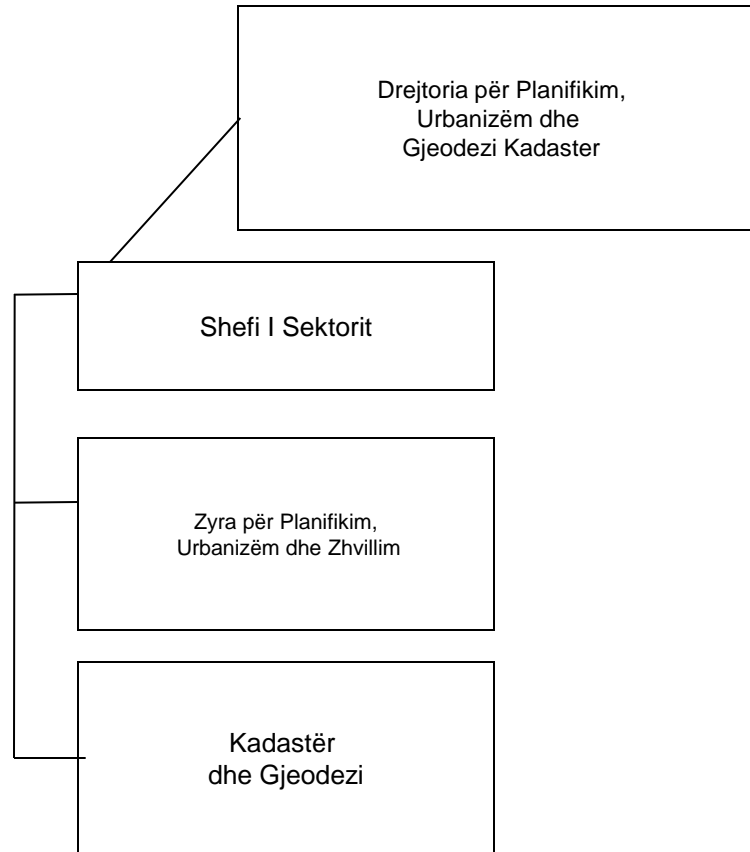 Drejtoria për Planifikim,
Urbanizëm dhe
Gjeodezi Kadaster
Shefi I Sektorit
Zyra për Planifikim,
Urbanizëm dhe Zhvillim
Kadastër
dhe Gjeodezi